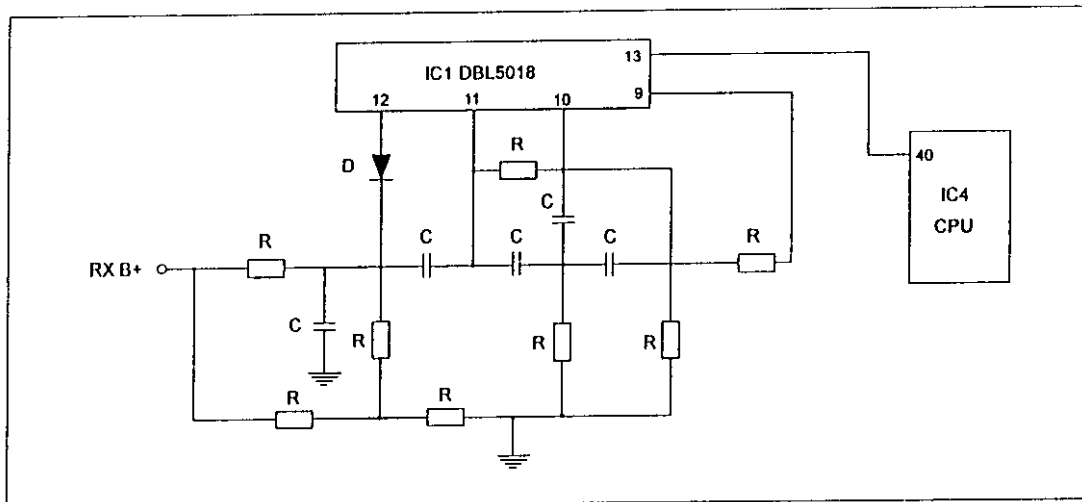 13
IC1 DBL5018
12 11 10 9
R
40
D
IC4
C
CPU
R C C C R
RX B+
C R R R
R R